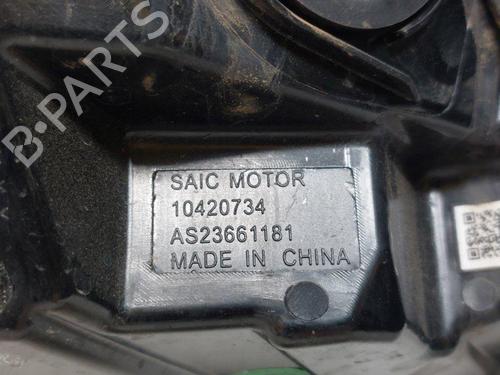 B-PARTS
SAIC MOTOR
10420734
AS23661181
MADE IN CHINA